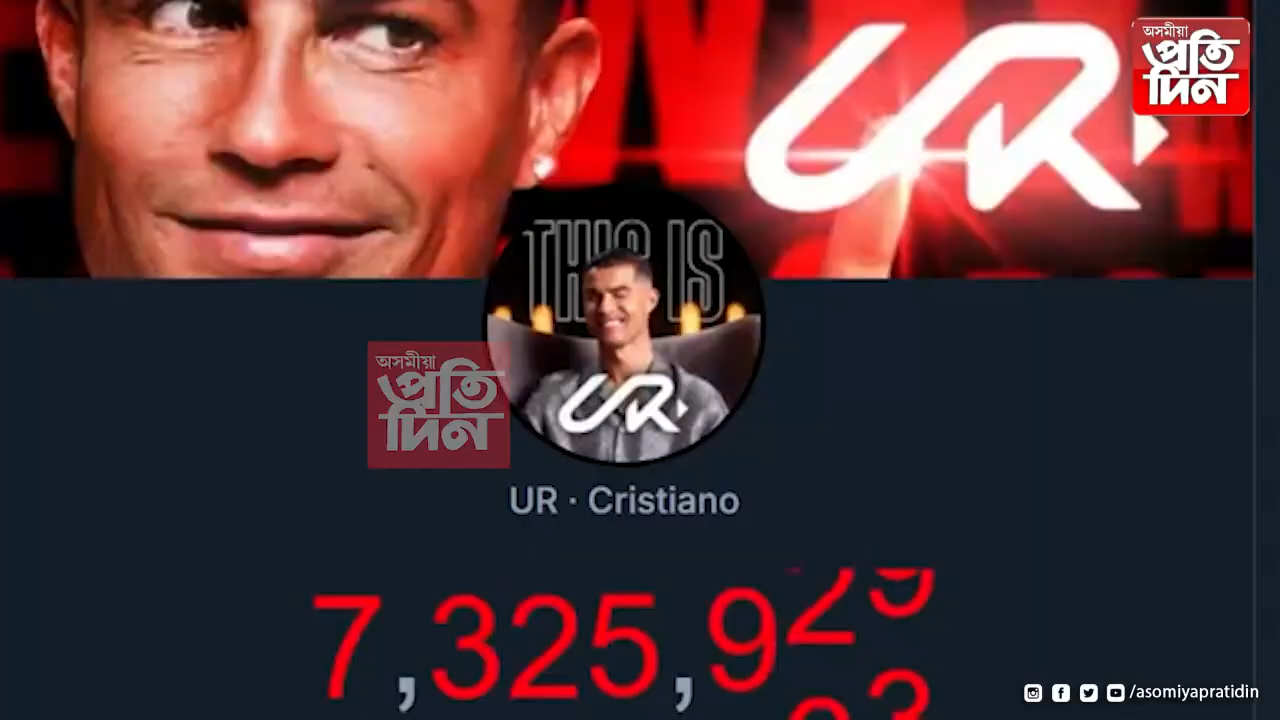 UR
অসমীয়া
প্ৰতি
দিন
THIS IS
UR
অসমীয়া
প্ৰতি
দিন
UR · Cristiano
7,325,9
/asomiyapratidin